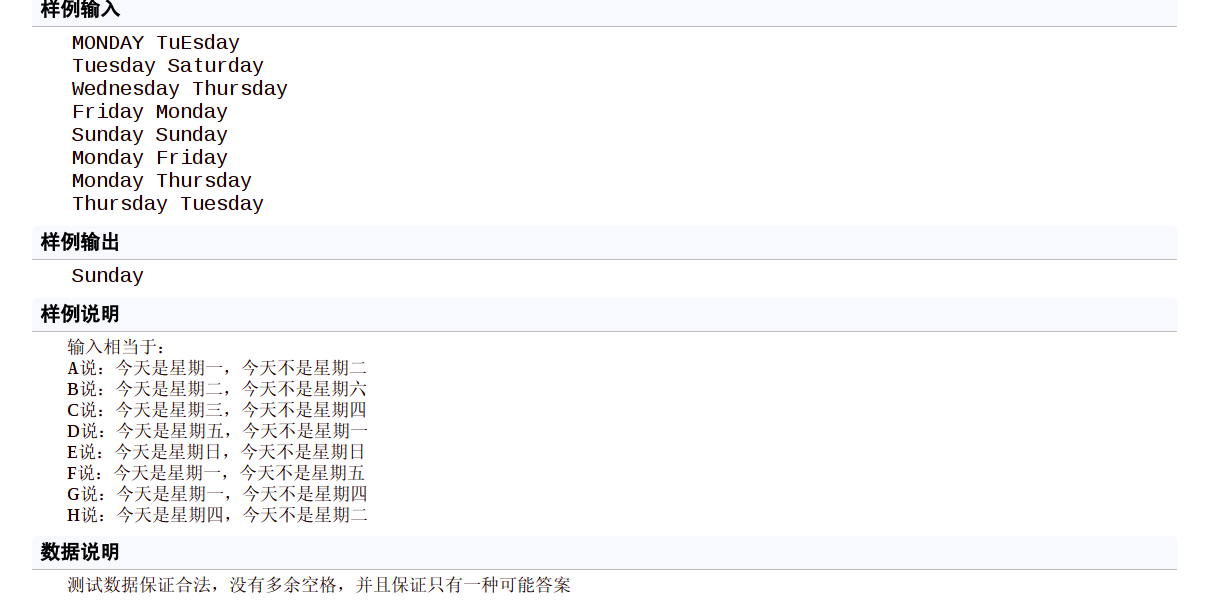 样例输入
MONDAY TuEsday
Tuesday Saturday
Wednesday Thursday
Friday Monday
Sunday Sunday
Monday Friday
Monday Thursday
Thursday Tuesday
样例输出
Sunday
样例说明
输入相当于：
A说：今天是星期一，今天不是星期二
B说：今天是星期二，今天不是星期六
C说：今天是星期三，今天不是星期四
D说：今天是星期五，今天不是星期一
E说：今天是星期日，今天不是星期日
F说：今天是星期一，今天不是星期五
G说：今天是星期一，今天不是星期四
H说：今天是星期四，今天不是星期二
数据说明
测试数据保证合法，没有多余空格，并且保证只有一种可能答案